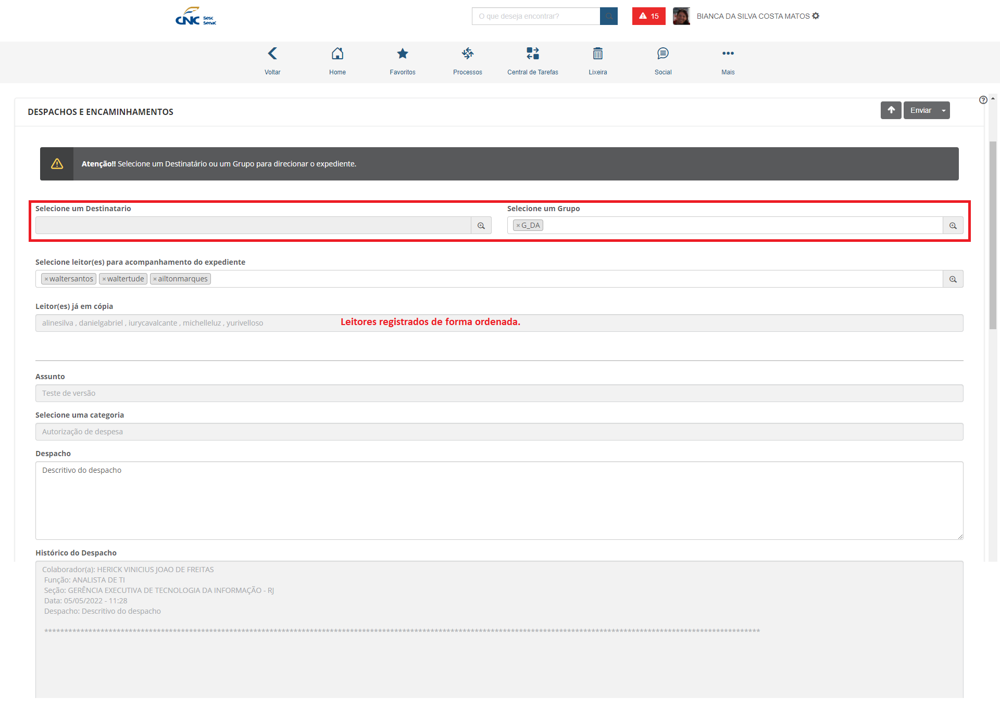 CNC Sesc Senac
O que deseja encontrar?
15
BIANCA DA SILVA COSTA MATOS
Voltar
Home
Favoritos
Processos
Central de Tarefas
Lixeira
Social
Mais
DESPACHOS E ENCAMINHAMENTOS
Enviar
Atenção!! Selecione um Destinatário ou um Grupo para direcionar o expediente.
Selecione um Destinatario
Selecione um Grupo
×G_DA
Selecione leitor(es) para acompanhamento do expediente
×waltersantos ×waltertude ×ailtonmarques
Leitor(es) já em cópia
alinesilva , danielgabriel , iurycavalcante , michelleluz , yurivelloso
Leitores registrados de forma ordenada.
Assunto
Teste de versão
Selecione uma categoria
Autorização de despesa
Despacho
Descritivo do despacho
Histórico do Despacho
Colaborador(a): HERICK VINICIUS JOAO DE FREITAS
Função: ANALISTA DE TI
Seção: GERÊNCIA EXECUTIVA DE TECNOLOGIA DA INFORMAÇÃO - RJ
Data: 05/05/2022 - 11:28
Despacho: Descritivo do despacho